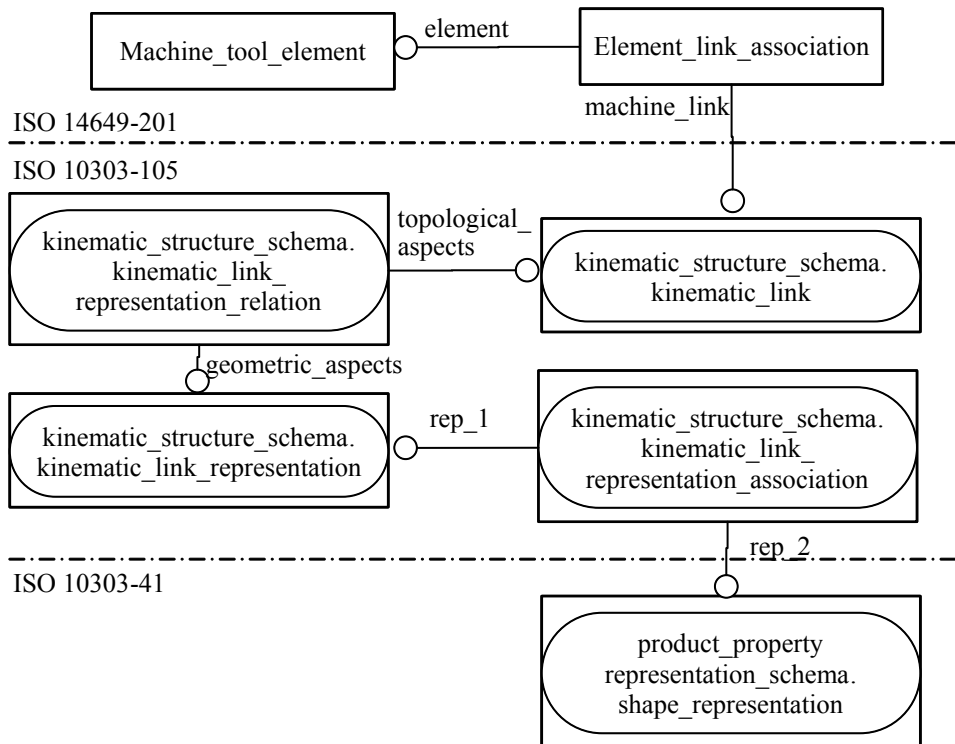 element
Machine_tool_element
Element_link_association
machine_link
ISO 14649-201
ISO 10303-105
kinematic_structure_schema.
kinematic_link_
representation_relation
topological_
aspects
kinematic_structure_schema.
kinematic_link
geometric_aspects
kinematic_structure_schema.
kinematic_link_representation
rep_1
kinematic_structure_schema.
kinematic_link_
representation_association
rep_2
ISO 10303-41
product_property
representation_schema.
shape_representation